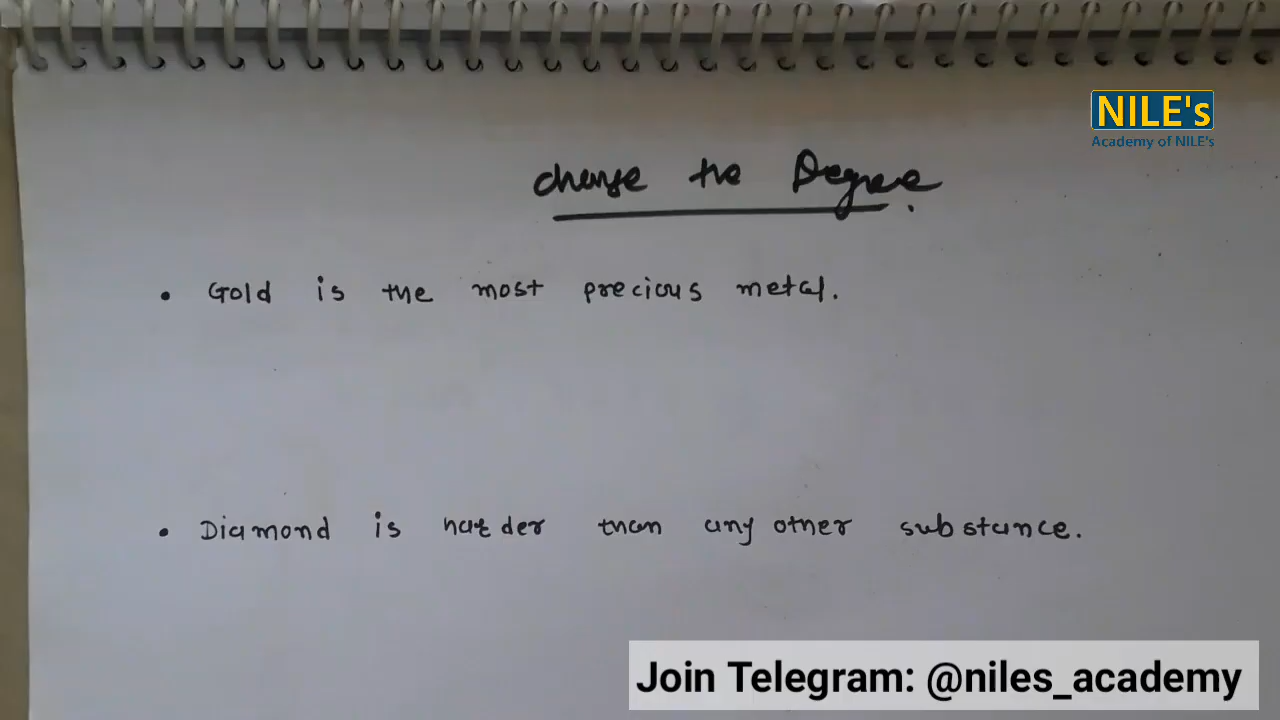 NILE's
Academy of NILE's
change the Degree.
• Gold is the most precious metal.
• Diamond is harder than any other substance.
Join Telegram: @niles_academy